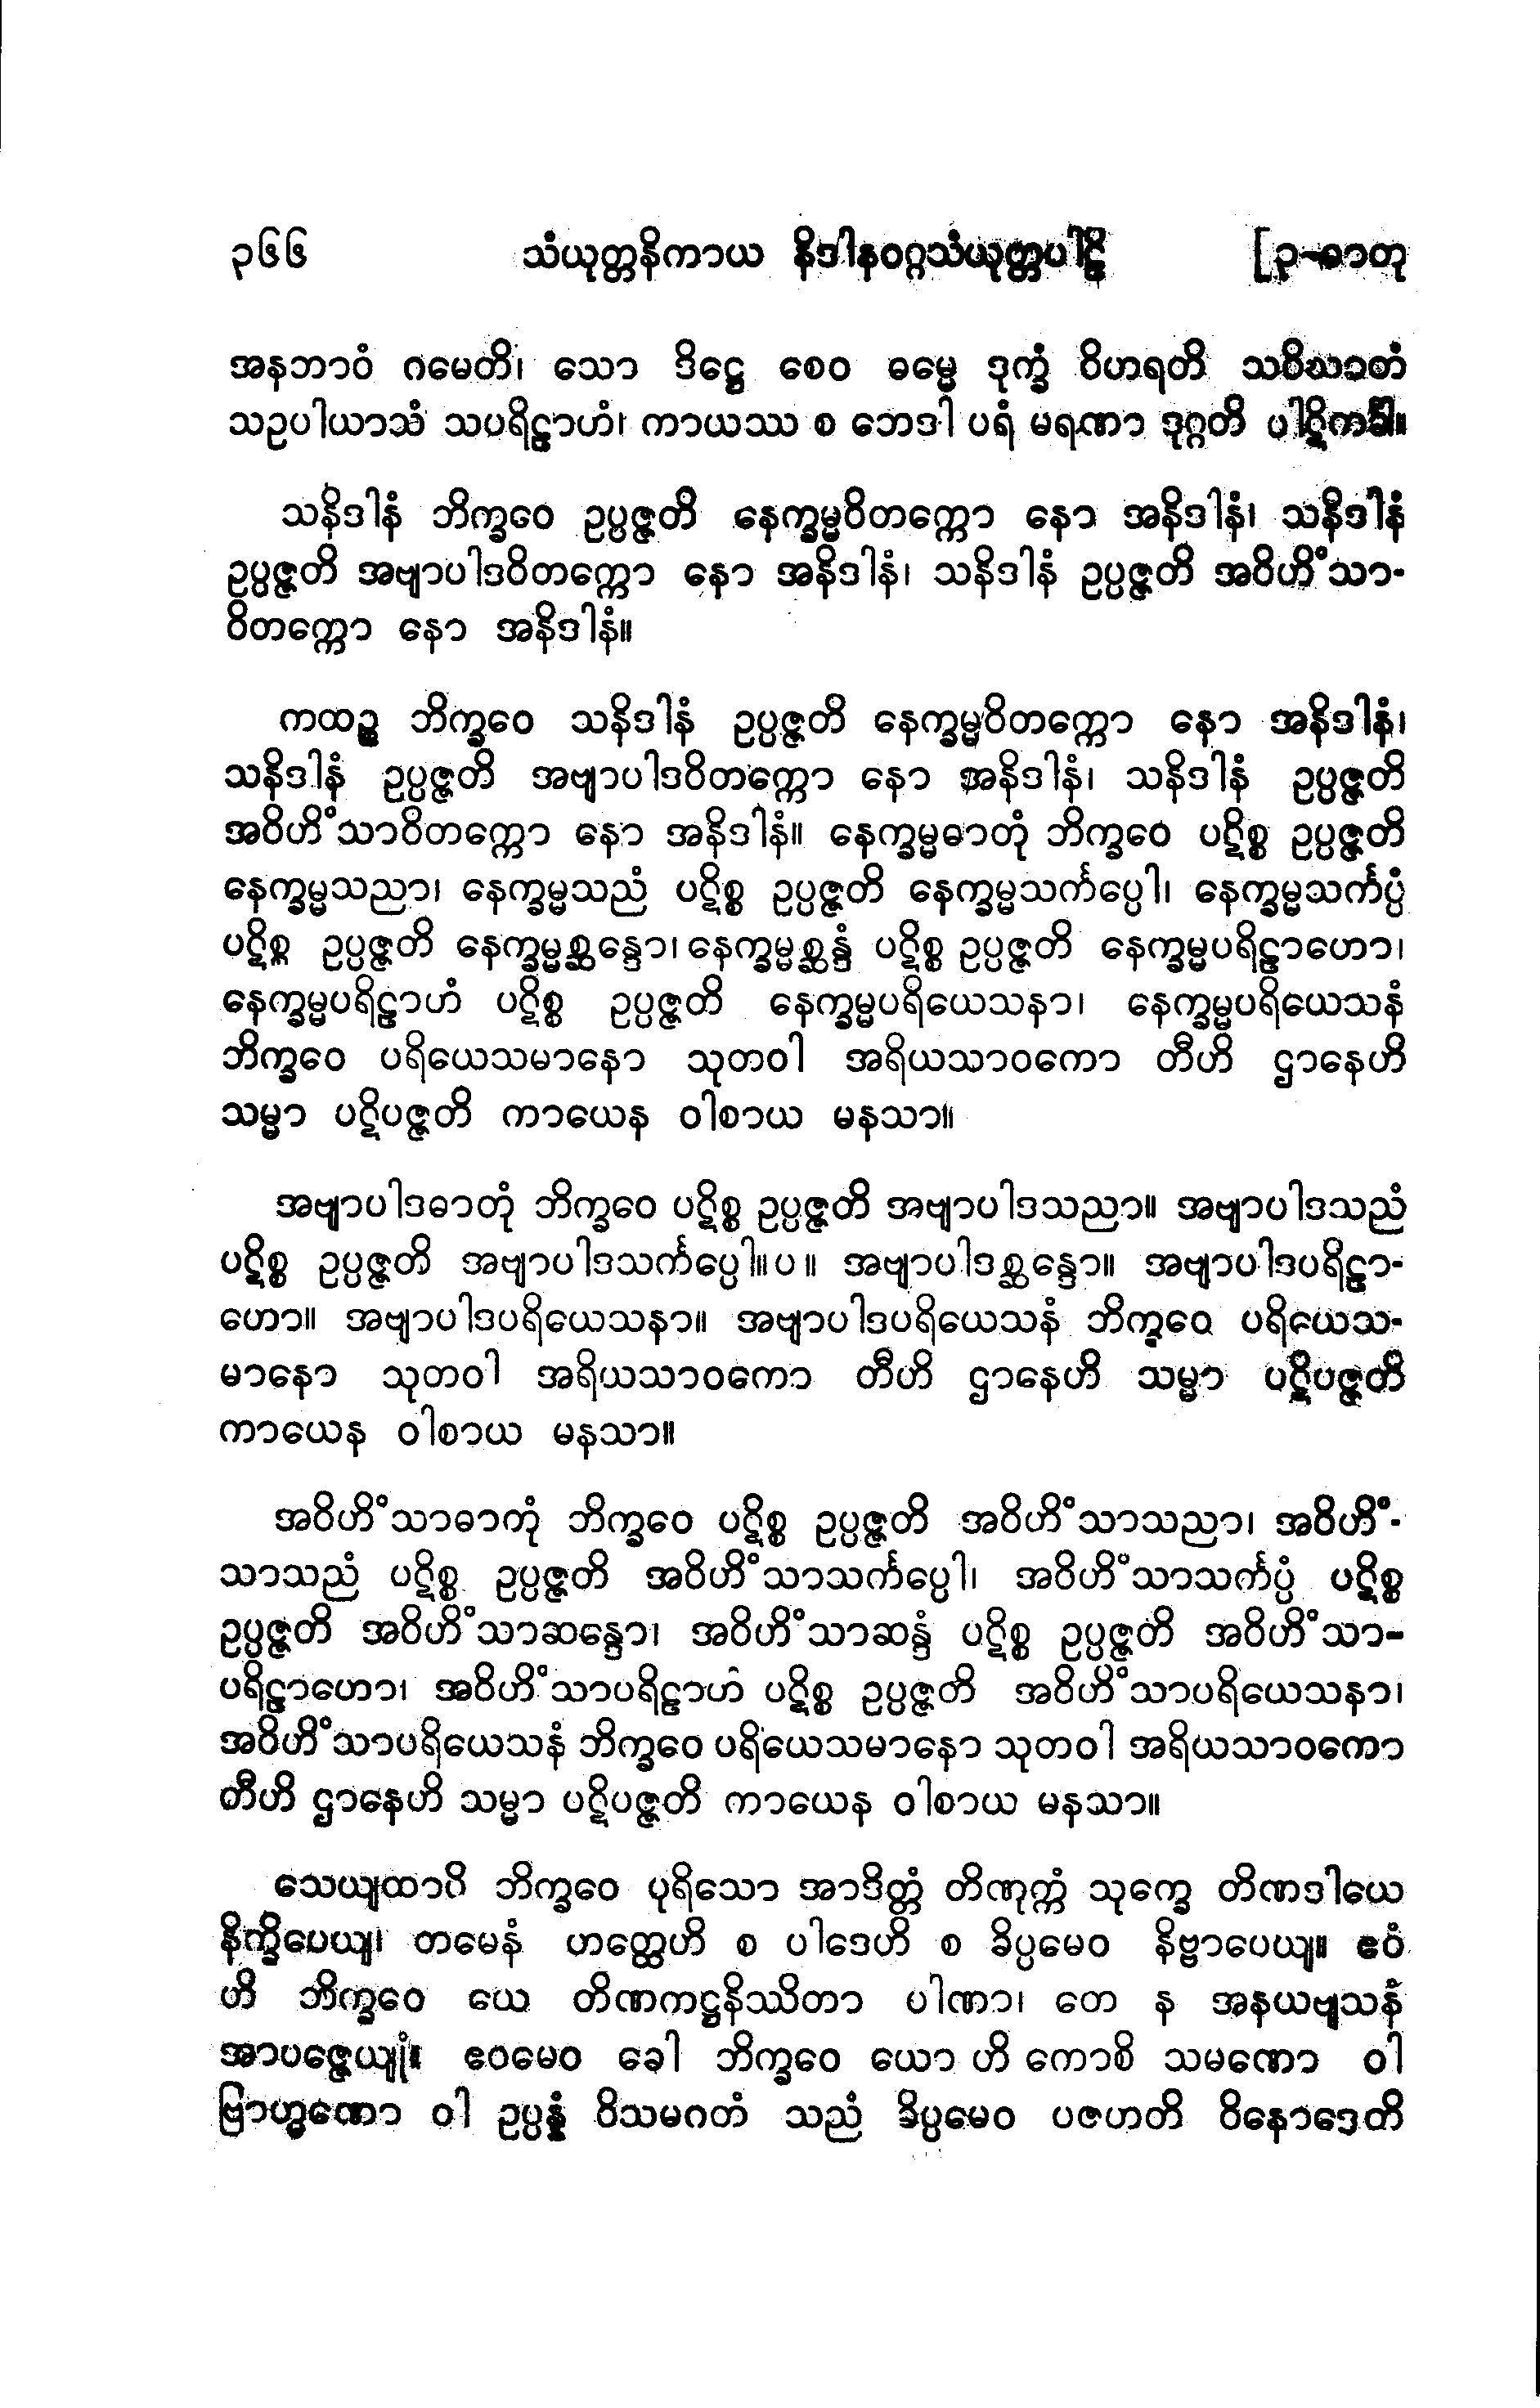 ၃၆၆ သံယုတ္တနိကာယ နိဒါနဝဂ္ဂသံယုတ္တပါဠိ [၃-ဓာတု
အနဘာဝံ ဂမေတိ၊ သော ဒိဋ္ဌေ စေဝ ဓမ္မေ ဒုက္ခံ ဝိဟရတိ သဝိဃာတံ
သဥပါယာသံ သပရိဠာဟံ၊ ကာယဿ စ ဘေဒါ ပရံ မရဏာ ဒုဂ္ဂတိ ပါဋိကင်္ခါ။
သနိဒါနံ ဘိက္ခဝေ ဥပ္ပဇ္ဇတိ နေက္ခမ္မဝိတက္ကော နော အနိဒါနံ၊ သနိဒါနံ
ဥပ္ပဇ္ဇတိ အဗျာပါဒဝိတက္ကော နော အနိဒါနံ၊ သနိဒါနံ ဥပ္ပဇ္ဇတိ အဝိဟိံသာ-
ဝိတက္ကော နော အနိဒါနံ။
ကထဉ္စ ဘိက္ခဝေ သနိဒါနံ ဥပ္ပဇ္ဇတိ နေက္ခမ္မဝိတက္ကော နော အနိဒါနံ၊
သနိဒါနံ ဥပ္ပဇ္ဇတိ အဗျာပါဒဝိတက္ကော နော အနိဒါနံ၊ သနိဒါနံ ဥပ္ပဇ္ဇတိ
အဝိဟိံသာဝိတက္ကော နော အနိဒါနံ။ နေက္ခမ္မဓာတုံ ဘိက္ခဝေ ပဋိစ္စ ဥပ္ပဇ္ဇတိ
နေက္ခမ္မသညာ၊ နေက္ခမ္မသညံ ပဋိစ္စ ဥပ္ပဇ္ဇတိ နေက္ခမ္မသင်္ကပ္ပေါ၊ နေက္ခမ္မသင်္ကပ္ပံ
ပဋိစ္စ ဥပ္ပဇ္ဇတိ နေက္ခမ္မစ္ဆန္ဒော၊ နေက္ခမ္မစ္ဆန္ဒံ ပဋိစ္စ ဥပ္ပဇ္ဇတိ နေက္ခမ္မပရိဠာဟော၊
နေက္ခမ္မပရိဠာဟံ ပဋိစ္စ ဥပ္ပဇ္ဇတိ နေက္ခမ္မပရိယေသနာ၊ နေက္ခမ္မပရိယေသနံ
ဘိက္ခဝေ ပရိယေသမာနော သုတဝါ အရိယသာဝကော တီဟိ ဌာနေဟိ
သမ္မာ ပဋိပဇ္ဇတိ ကာယေန ဝါစာယ မနသာ။
အဗျာပါဒဓာတုံ ဘိက္ခဝေ ပဋိစ္စ ဥပ္ပဇ္ဇတိ အဗျာပါဒသညာ။ အဗျာပါဒသညံ
ပဋိစ္စ ဥပ္ပဇ္ဇတိ အဗျာပါဒသင်္ကပ္ပေါ။ပ။ အဗျာပါဒစ္ဆန္ဒော။ အဗျာပါဒပရိဠာ-
ဟော။ အဗျာပါဒပရိယေသနာ။ အဗျာပါဒပရိယေသနံ ဘိက္ခဝေ ပရိယေသ-
မာနော သုတဝါ အရိယသာဝကော တီဟိ ဌာနေဟိ သမ္မာ ပဋိပဇ္ဇတိ
ကာယေန ဝါစာယ မနသာ။
အဝိဟိံသာဓာတုံ ဘိက္ခဝေ ပဋိစ္စ ဥပ္ပဇ္ဇတိ အဝိဟိံသာသညာ၊ အဝိဟိံ-
သာသညံ ပဋိစ္စ ဥပ္ပဇ္ဇတိ အဝိဟိံသာသင်္ကပ္ပေါ၊ အဝိဟိံသာသင်္ကပ္ပံ ပဋိစ္စ
ဥပ္ပဇ္ဇတိ အဝိဟိံသာဆန္ဒော၊ အဝိဟိံသာဆန္ဒံ ပဋိစ္စ ဥပ္ပဇ္ဇတိ အဝိဟိံသာ-
ပရိဠာဟော၊ အဝိဟိံသာပရိဠာဟံ ပဋိစ္စ ဥပ္ပဇ္ဇတိ အဝိဟိံသာပရိယေသနာ၊
အဝိဟိံသာပရိယေသနံ ဘိက္ခဝေ ပရိယေသမာနော သုတဝါ အရိယသာဝကော
တီဟိ ဌာနေဟိ သမ္မာ ပဋိပဇ္ဇတိ ကာယေန ဝါစာယ မနသာ။
သေယျထာပိ ဘိက္ခဝေ ပုရိသော အာဒိတ္တံ တိဏုက္ကံ သုက္ခေ တိဏဒါယေ
နိက္ခိပေယျ၊ တမေနံ ဟတ္ထေဟိ စ ပါဒေဟိ စ ခိပ္ပမေဝ နိဗ္ဗာပေယျ။ ဧဝံ
ဟိ ဘိက္ခဝေ ယေ တိဏကဋ္ဌနိဿိတာ ပါဏာ၊ တေ န အနယဗျသနံ
အာပဇ္ဇေယျုံ။ ဧဝမေဝ ခေါ ဘိက္ခဝေ ယော ဟိ ကောစိ သမဏော ဝါ
ဗြာဟ္မဏော ဝါ ဥပ္ပန္နံ ဝိသမဂတံ သညံ ခိပ္ပမေဝ ပဇဟတိ ဝိနောဒေတိ